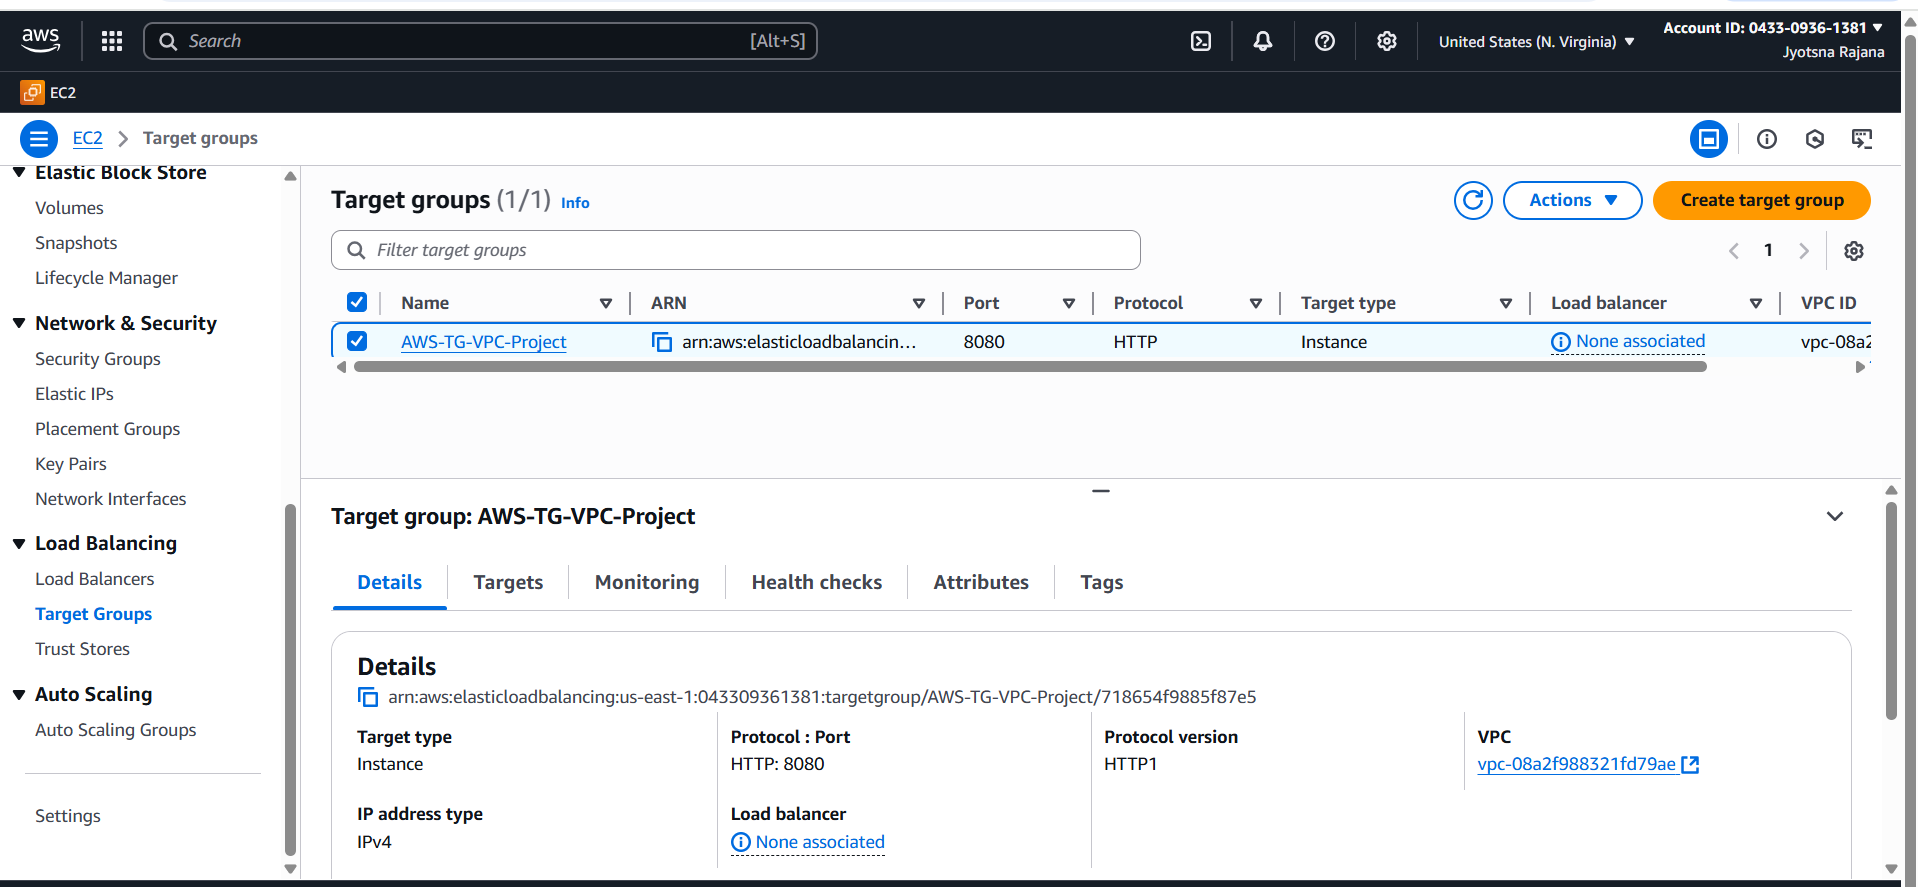 aws
Search
[Alt+S]
United States (N. Virginia)
Account ID: 0433-0936-1381
Jyotsna Rajana
EC2
EC2
Target groups
Elastic Block Store
Volumes
Snapshots
Lifecycle Manager
Network & Security
Security Groups
Elastic IPs
Placement Groups
Key Pairs
Network Interfaces
Load Balancing
Load Balancers
Target Groups
Trust Stores
Auto Scaling
Auto Scaling Groups
Settings
Target groups (1/1) Info
Actions
Create target group
Filter target groups
1
Name ARN Port Protocol Target type Load balancer VPC ID
AWS-TG-VPC-Project arn:aws:elasticloadbalancin... 8080 HTTP Instance None associated vpc-08a2
Target group: AWS-TG-VPC-Project
Details Targets Monitoring Health checks Attributes Tags
Details
arn:aws:elasticloadbalancing:us-east-1:043309361381:targetgroup/AWS-TG-VPC-Project/718654f9885f87e5
Target type
Instance
Protocol : Port
HTTP: 8080
Protocol version
HTTP1
VPC
vpc-08a2f988321fd79ae
IP address type
IPv4
Load balancer
None associated